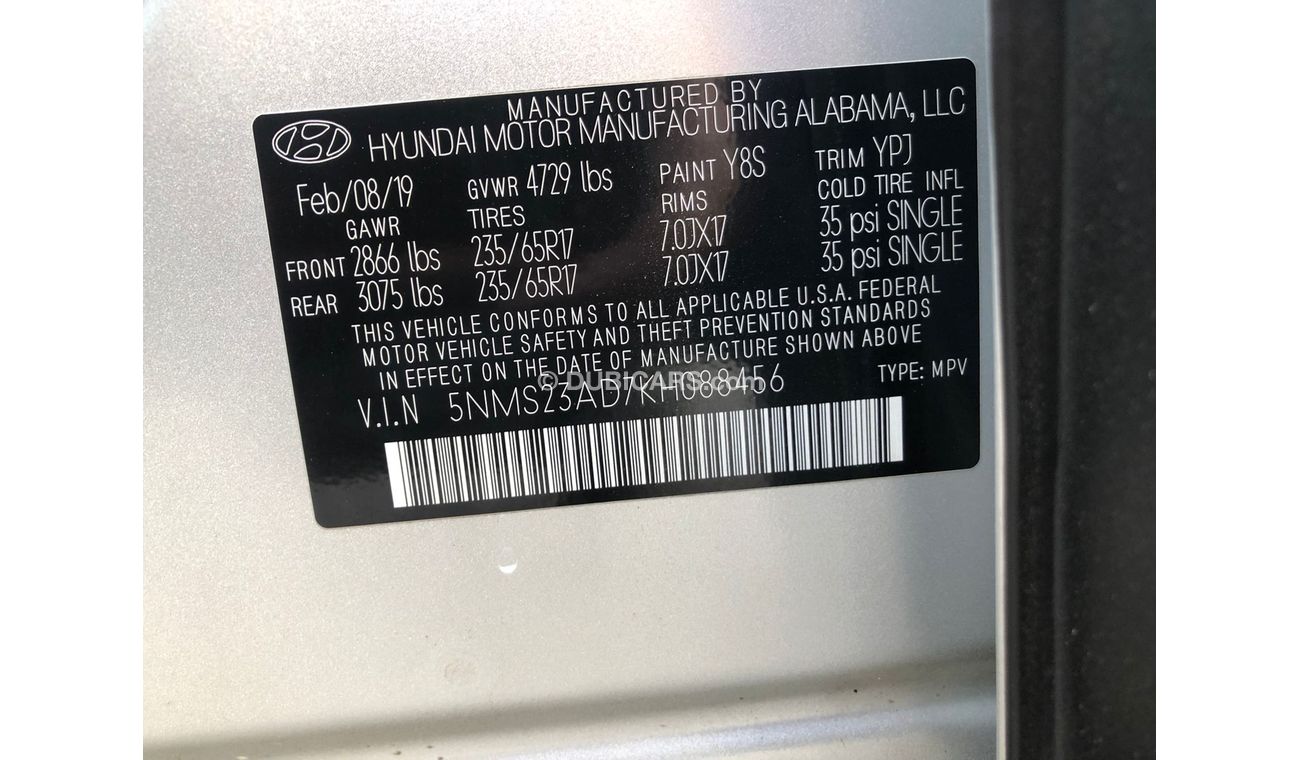 MANUFACTURED BY
HYUNDAI MOTOR MANUFACTURING ALABAMA, LLC
Feb/08/19 GVWR 4729 lbs PAINT Y8S TRIM YPJ
GAWR TIRES RIMS COLD TIRE INFL
FRONT 2866 lbs 235/65R17 7.0JX17 35 psi SINGLE
REAR 3075 lbs 235/65R17 7.0JX17 35 psi SINGLE
THIS VEHICLE CONFORMS TO ALL APPLICABLE U.S.A. FEDERAL
MOTOR VEHICLE SAFETY AND THEFT PREVENTION STANDARDS
IN EFFECT ON THE DATE OF MANUFACTURE SHOWN ABOVE
© DUBICARS.com
V.I.N 5NMS23AD7KH088456 TYPE: MPV